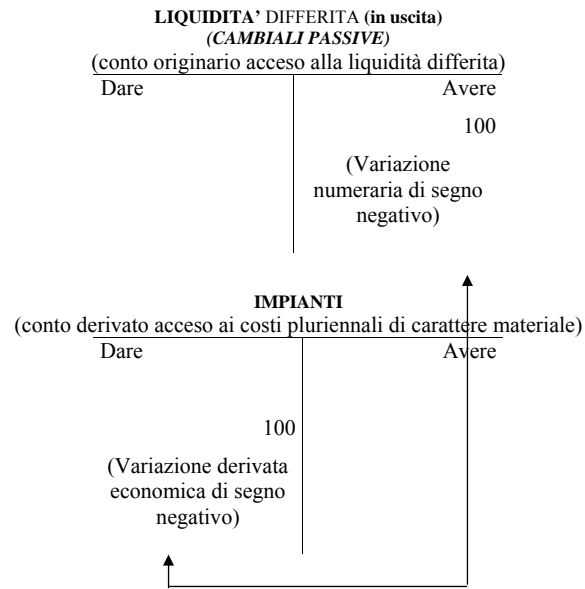 LIQUIDITA' DIFFERITA (in uscita)
(CAMBIALI PASSIVE)
(conto originario acceso alla liquidità differita)
Dare Avere
100
(Variazione
numeraria di segno
negativo)
IMPIANTI
(conto derivato acceso ai costi pluriennali di carattere materiale)
Dare Avere
100
(Variazione derivata
economica di segno
negativo)